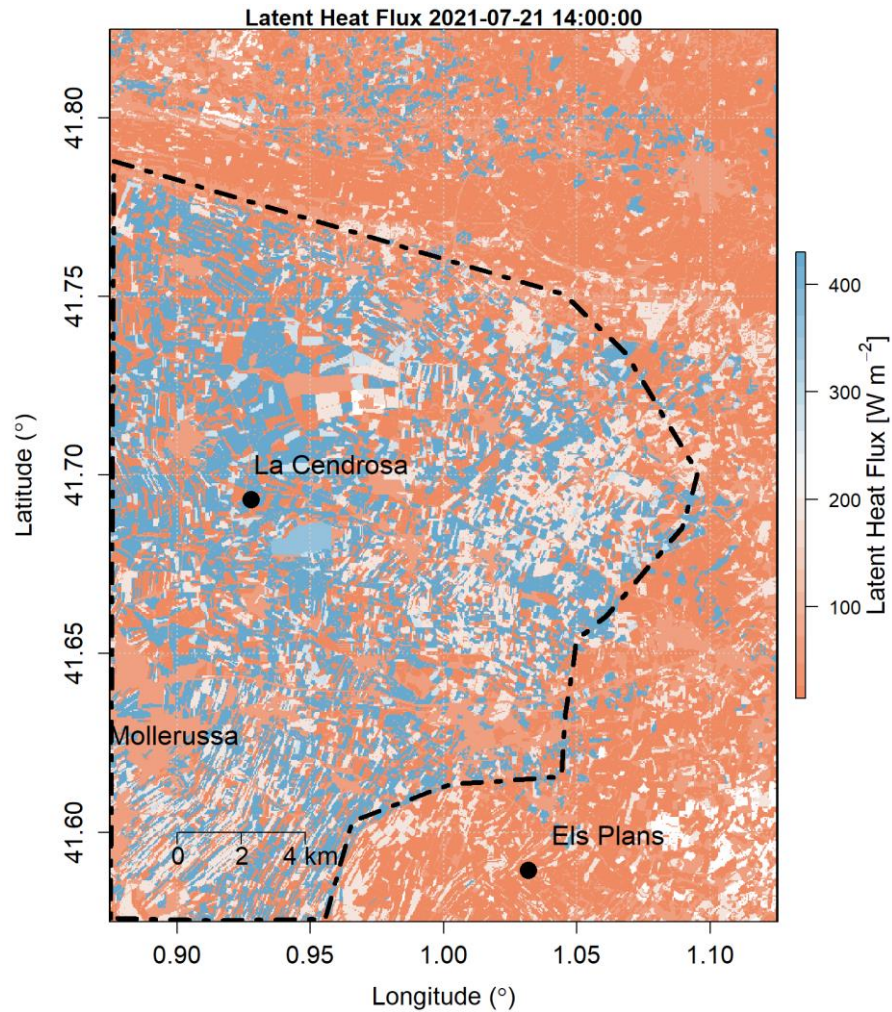 Latent Heat Flux 2021-07-21 14:00:00
41.80
41.75
41.70
41.65
41.60
Latitude (°)
La Cendrosa
Mollerussa
Els Plans
0 2 4 km
0.90 0.95 1.00 1.05 1.10
Longitude (°)
400
300
200
100
Latent Heat Flux [W m⁻²]